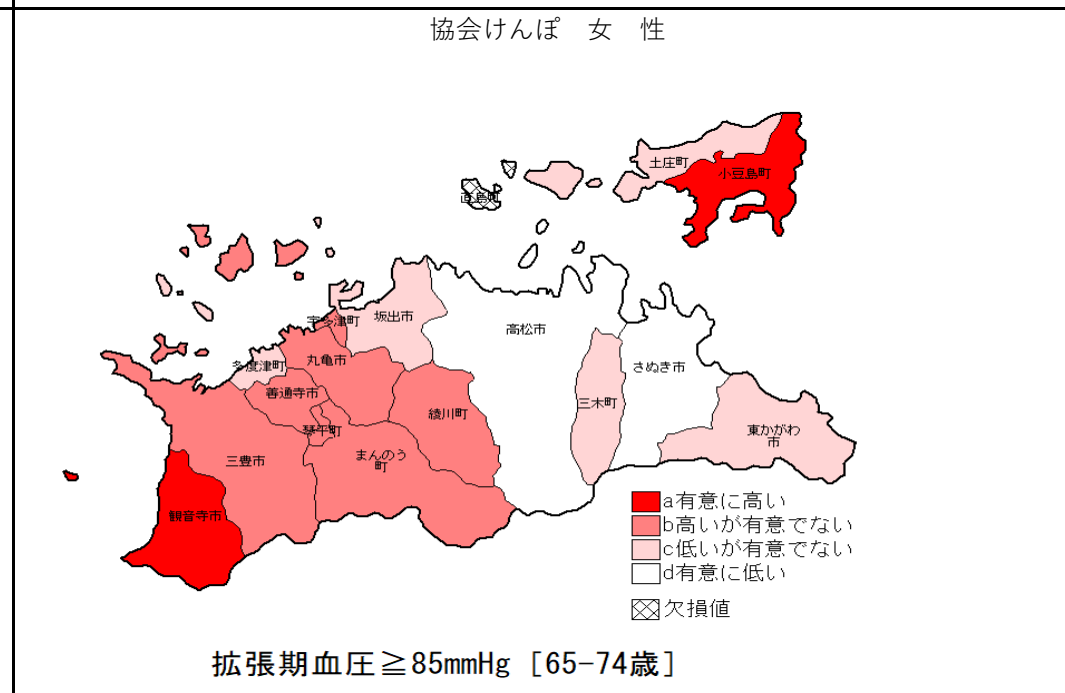 協会けんぽ 女 性
土庄町
小豆島町
直島町
宇多津町
坂出市
高松市
多度津町
丸亀市
さぬき市
善通寺市
三木町
綾川町
琴平町
東かがわ
市
まんのう
町
三豊市
観音寺市
a有意に高い
b高いが有意でない
c低いが有意でない
d有意に低い
欠損値
拡張期血圧≧85mmHg [65-74歳]